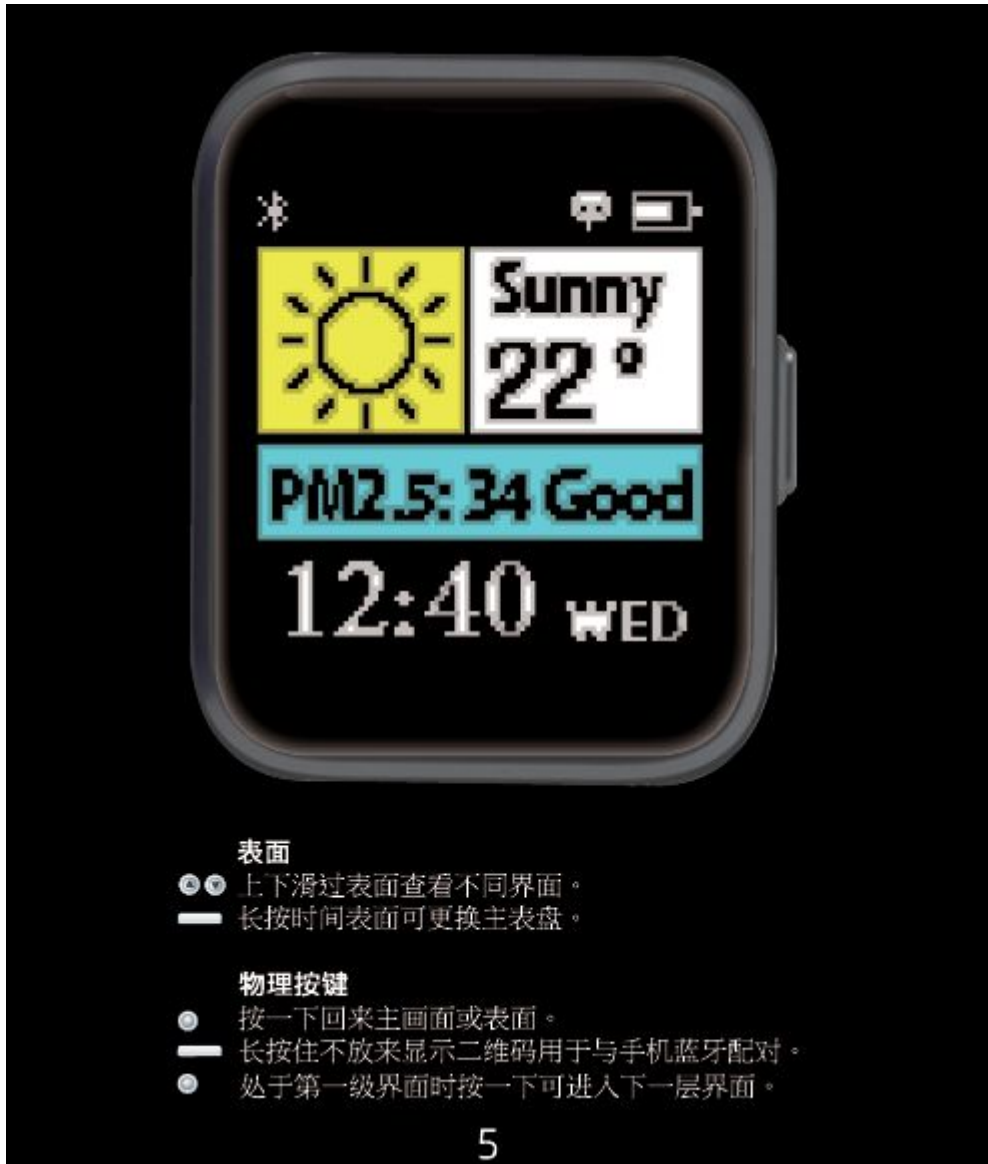 Sunny
22°
PM2.5: 34 Good
12:40 WED
表面
上下滑过表面查看不同界面。
长按时间表面可更换主表盘。
物理按键
按一下回来主画面或表面。
长按住不放来显示二维码用于与手机蓝牙配对。
处于第一级界面时按一下可进入下一层界面。
5